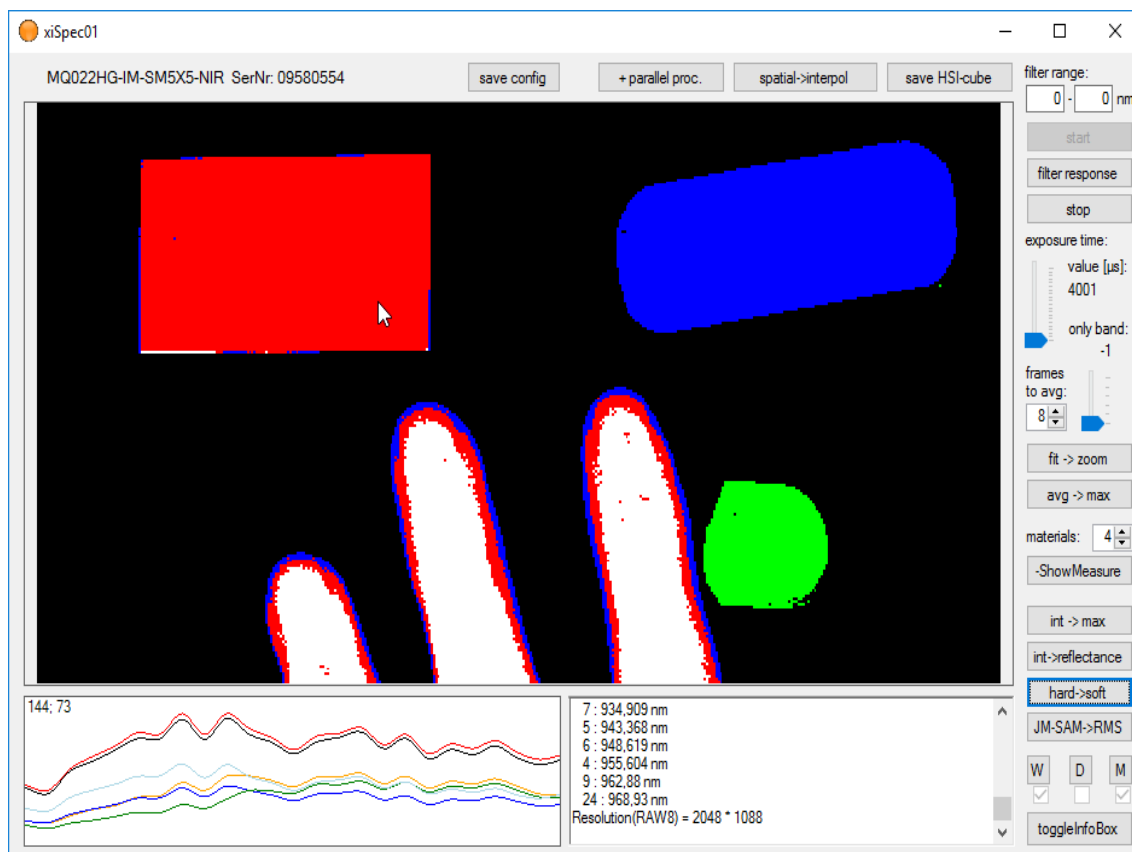 xiSpec01
MQ022HG-IM-SM5X5-NIR SerNr: 09580554
save config
+ parallel proc.
spatial->interpol
save HSI-cube
filter range:
0 - 0 nm
start
filter response
stop
exposure time:
value [µs]:
4001
only band:
-1
frames
to avg:
8
fit -> zoom
avg -> max
materials: 4
-ShowMeasure
int -> max
int->reflectance
hard->soft
JM-SAM->RMS
W D M
toggleInfoBox
144; 73
7 : 934,909 nm
5 : 943,368 nm
6 : 948,619 nm
4 : 955,604 nm
9 : 962,88 nm
24 : 968,93 nm
Resolution(RAW8) = 2048 * 1088